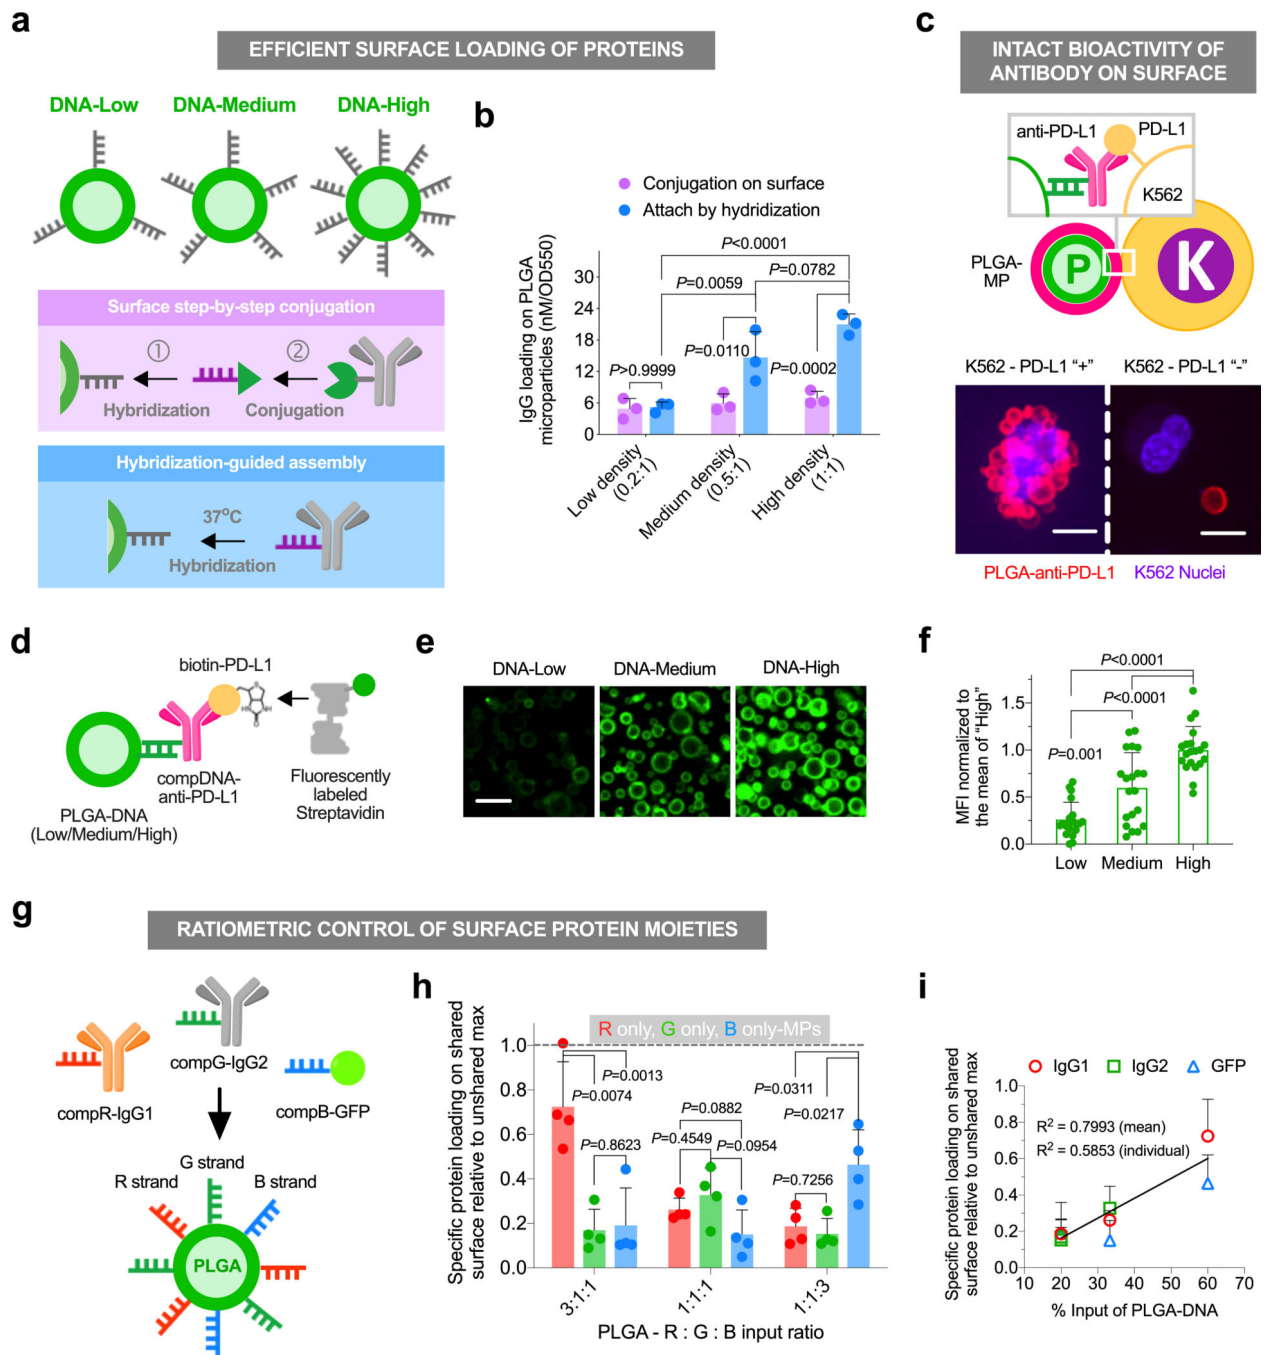 a
EFFICIENT SURFACE LOADING OF PROTEINS
DNA-Low
DNA-Medium
DNA-High
Surface step-by-step conjugation
①
②
Hybridization
Conjugation
Hybridization-guided assembly
37°C
Hybridization
b
Conjugation on surface
Attach by hydridization
IgG loading on PLGA
microparticles (nM/OD550)
30
24
18
12
6
0
P<0.0001
P=0.0059
P=0.0782
P>0.9999
P=0.0110
P=0.0002
Low density
(0.2:1)
Medium density
(0.5:1)
High density
(1:1)
c
INTACT BIOACTIVITY OF
ANTIBODY ON SURFACE
anti-PD-L1
PD-L1
K562
PLGA-
MP
P
K
K562 - PD-L1 “+”
K562 - PD-L1 “-”
PLGA-anti-PD-L1
K562 Nuclei
d
biotin-PD-L1
compDNA-
anti-PD-L1
PLGA-DNA
(Low/Medium/High)
Fluorescently
labeled
Streptavidin
e
DNA-Low
DNA-Medium
DNA-High
f
MFI normalized to
the mean of “High”
1.5
1.0
0.5
0.0
P<0.0001
P<0.0001
P=0.001
Low
Medium
High
g
RATIOMETRIC CONTROL OF SURFACE PROTEIN MOIETIES
compR-IgG1
compG-IgG2
compB-GFP
R strand
G strand
B strand
PLGA
h
Specific protein loading on shared
surface relative to unshared max
R only, G only, B only-MPs
1.0
0.8
0.6
0.4
0.2
0.0
P=0.0013
P=0.0074
P=0.8623
P=0.0882
P=0.4549
P=0.0954
P=0.0311
P=0.0217
P=0.7256
3:1:1
1:1:1
1:1:3
PLGA - R : G : B input ratio
i
IgG1
IgG2
GFP
Specific protein loading on shared
surface relative to unshared max
1.0
0.8
0.6
0.4
0.2
0.0
R² = 0.7993 (mean)
R² = 0.5853 (individual)
10 20 30 40 50 60 70
% Input of PLGA-DNA